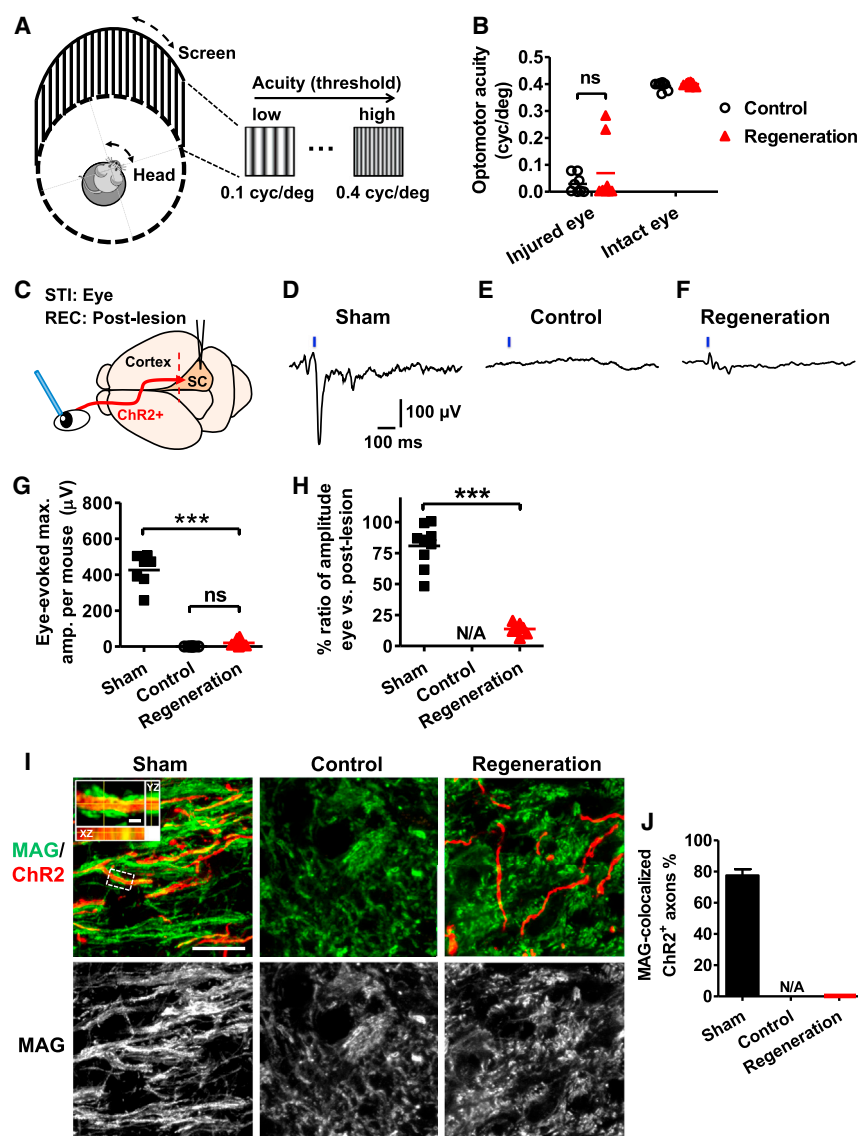 A
Screen
Head
Acuity (threshold)
low
high
...
0.1 cyc/deg
0.4 cyc/deg
B
Optomotor acuity
(cyc/deg)
0.5
0.4
0.3
0.2
0.1
0.0
ns
Injured eye
Intact eye
Control
Regeneration
C
STI: Eye
REC: Post-lesion
Cortex
SC
ChR2+
D
Sham
100 µV
100 ms
E
Control
F
Regeneration
G
Eye-evoked max.
amp. per mouse (µV)
800
600
400
200
0
***
ns
Sham
Control
Regeneration
H
% ratio of amplitude
eye vs. post-lesion
100
75
50
25
0
***
N/A
Sham
Control
Regeneration
I
Sham
Control
Regeneration
MAG/
ChR2
YZ
XZ
MAG
J
MAG-colocalized
ChR2+ axons %
100
80
60
40
20
0
N/A
Sham
Control
Regeneration